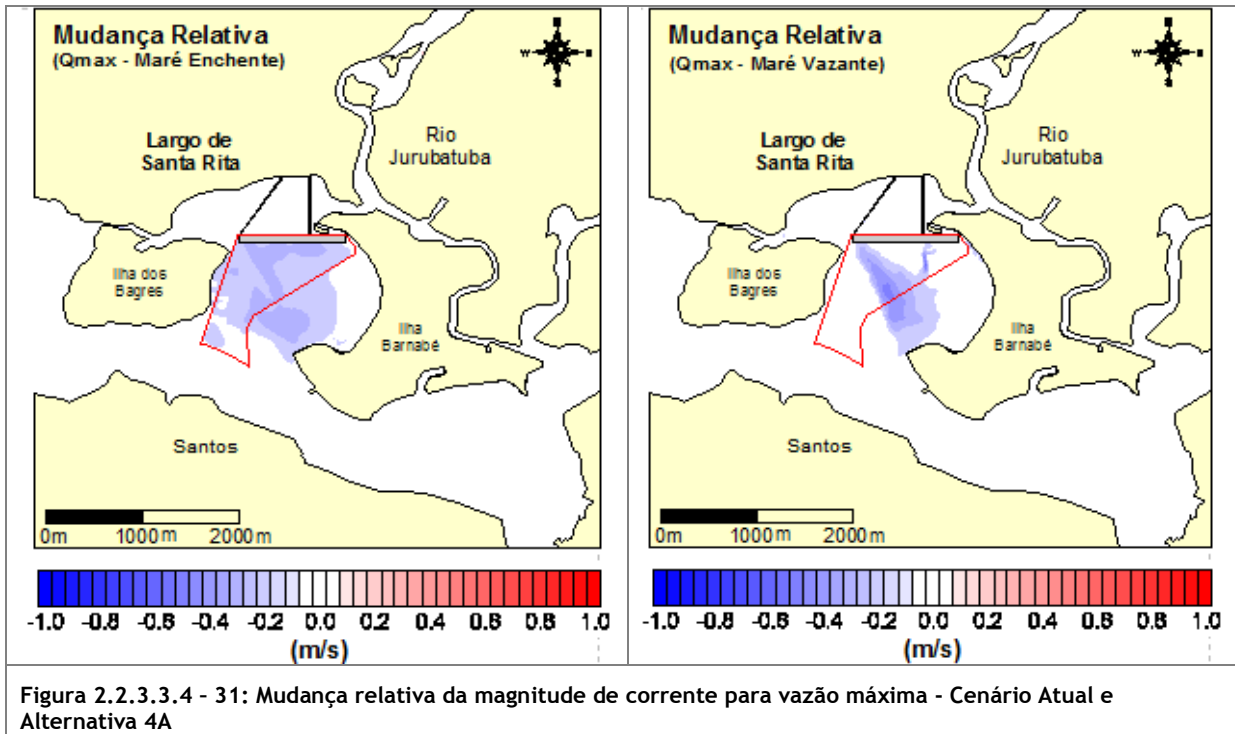 Mudança Relativa
(Qmax - Maré Enchente)
Largo de
Santa Rita
Rio
Jurubatuba
Ilha dos
Bagres
Ilha
Barnabé
Santos
0m 1000m 2000m
-1.0 -0.8 -0.6 -0.4 -0.2 0.0 0.2 0.4 0.6 0.8 1.0
(m/s)
Mudança Relativa
(Qmax - Maré Vazante)
Largo de
Santa Rita
Rio
Jurubatuba
Ilha dos
Bagres
Ilha
Barnabé
Santos
0m 1000m 2000m
-1.0 -0.8 -0.6 -0.4 -0.2 0.0 0.2 0.4 0.6 0.8 1.0
(m/s)
Figura 2.2.3.3.4 – 31: Mudança relativa da magnitude de corrente para vazão máxima - Cenário Atual e
Alternativa 4A